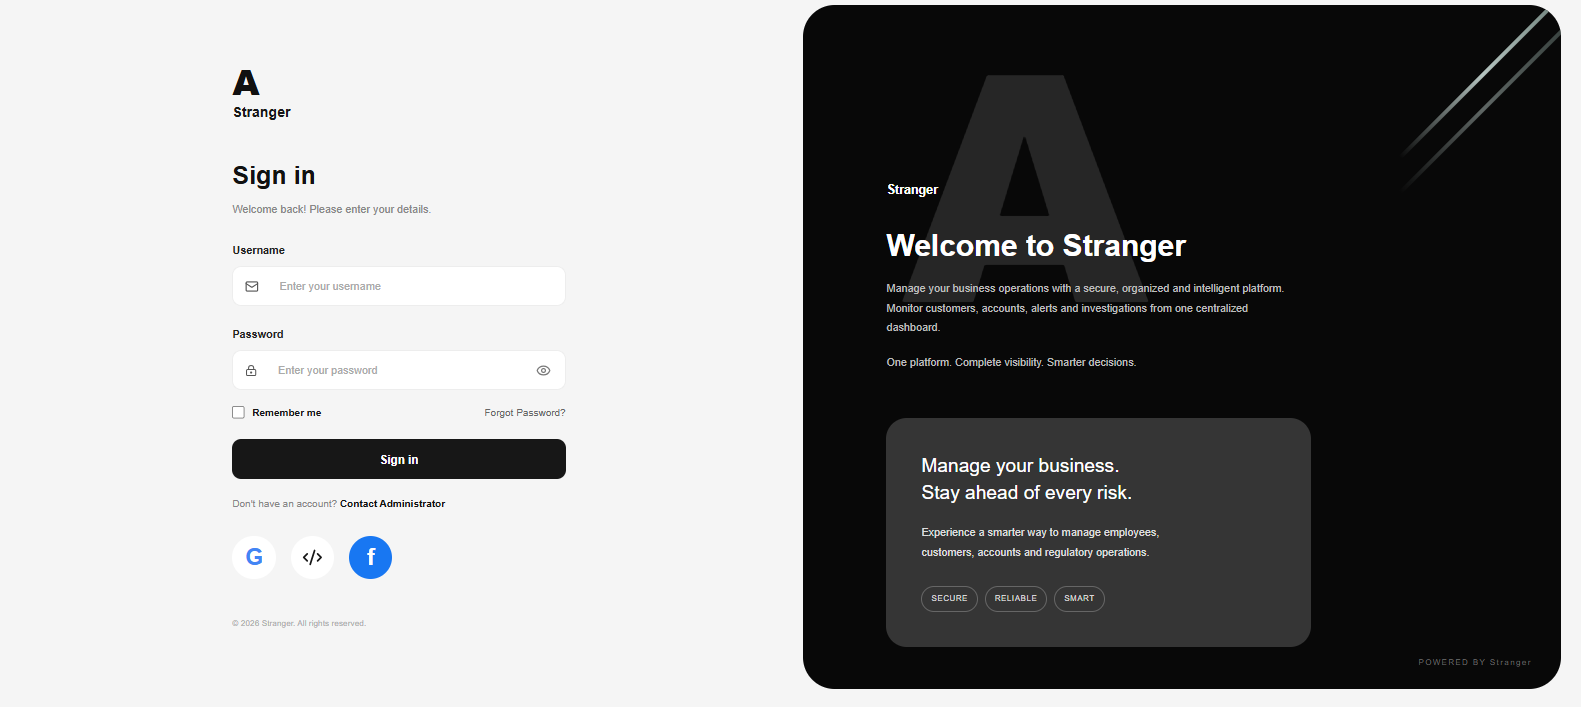 A
Stranger
Sign in
Welcome back! Please enter your details.
Username
Enter your username
Password
Enter your password
Remember me
Forgot Password?
Sign in
Don't have an account? Contact Administrator
G
</>
f
© 2026 Stranger. All rights reserved.
A
Stranger
Welcome to Stranger
Manage your business operations with a secure, organized and intelligent platform.
Monitor customers, accounts, alerts and investigations from one centralized
dashboard.
One platform. Complete visibility. Smarter decisions.
Manage your business.
Stay ahead of every risk.
Experience a smarter way to manage employees,
customers, accounts and regulatory operations.
SECURE
RELIABLE
SMART
POWERED BY Stranger